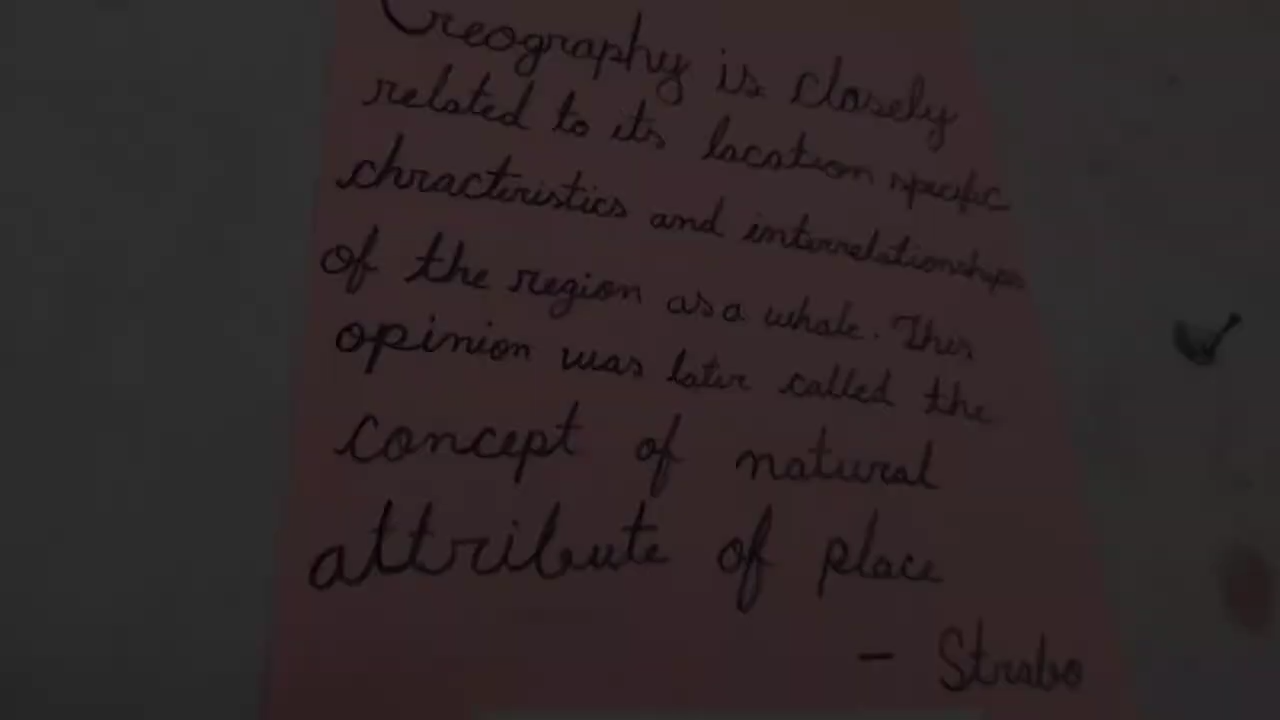 Geography is closely
related to its location specific
chracteristics and interrelationships
of the region as a whole. This
opinion was later called the
concept of natural
attribute of place
- Strabo